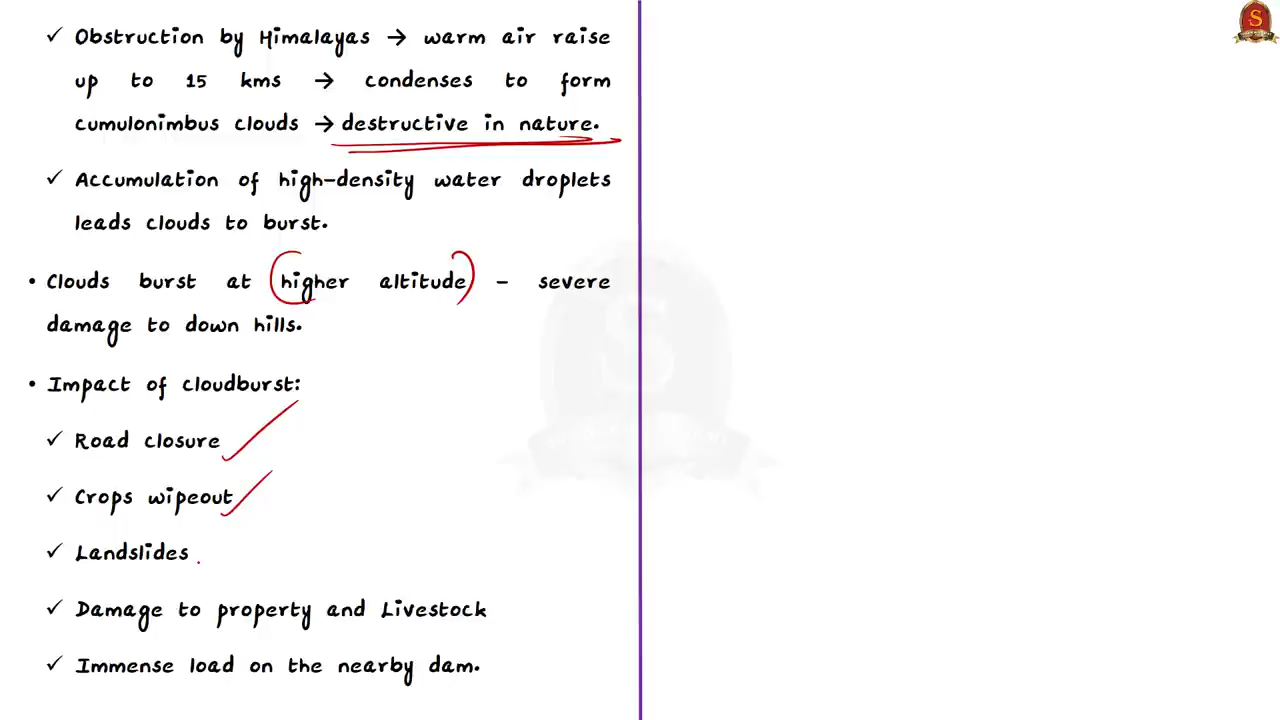 ✓ Obstruction by Himalayas → warm air raise
up to 15 kms → condenses to form
cumulonimbus clouds → destructive in nature.
✓ Accumulation of high-density water droplets
leads clouds to burst.
• Clouds burst at higher altitude - severe
damage to down hills.
• Impact of cloudburst:
✓ Road closure
✓ Crops wipeout
✓ Landslides
✓ Damage to property and Livestock
✓ Immense load on the nearby dam.
S
S